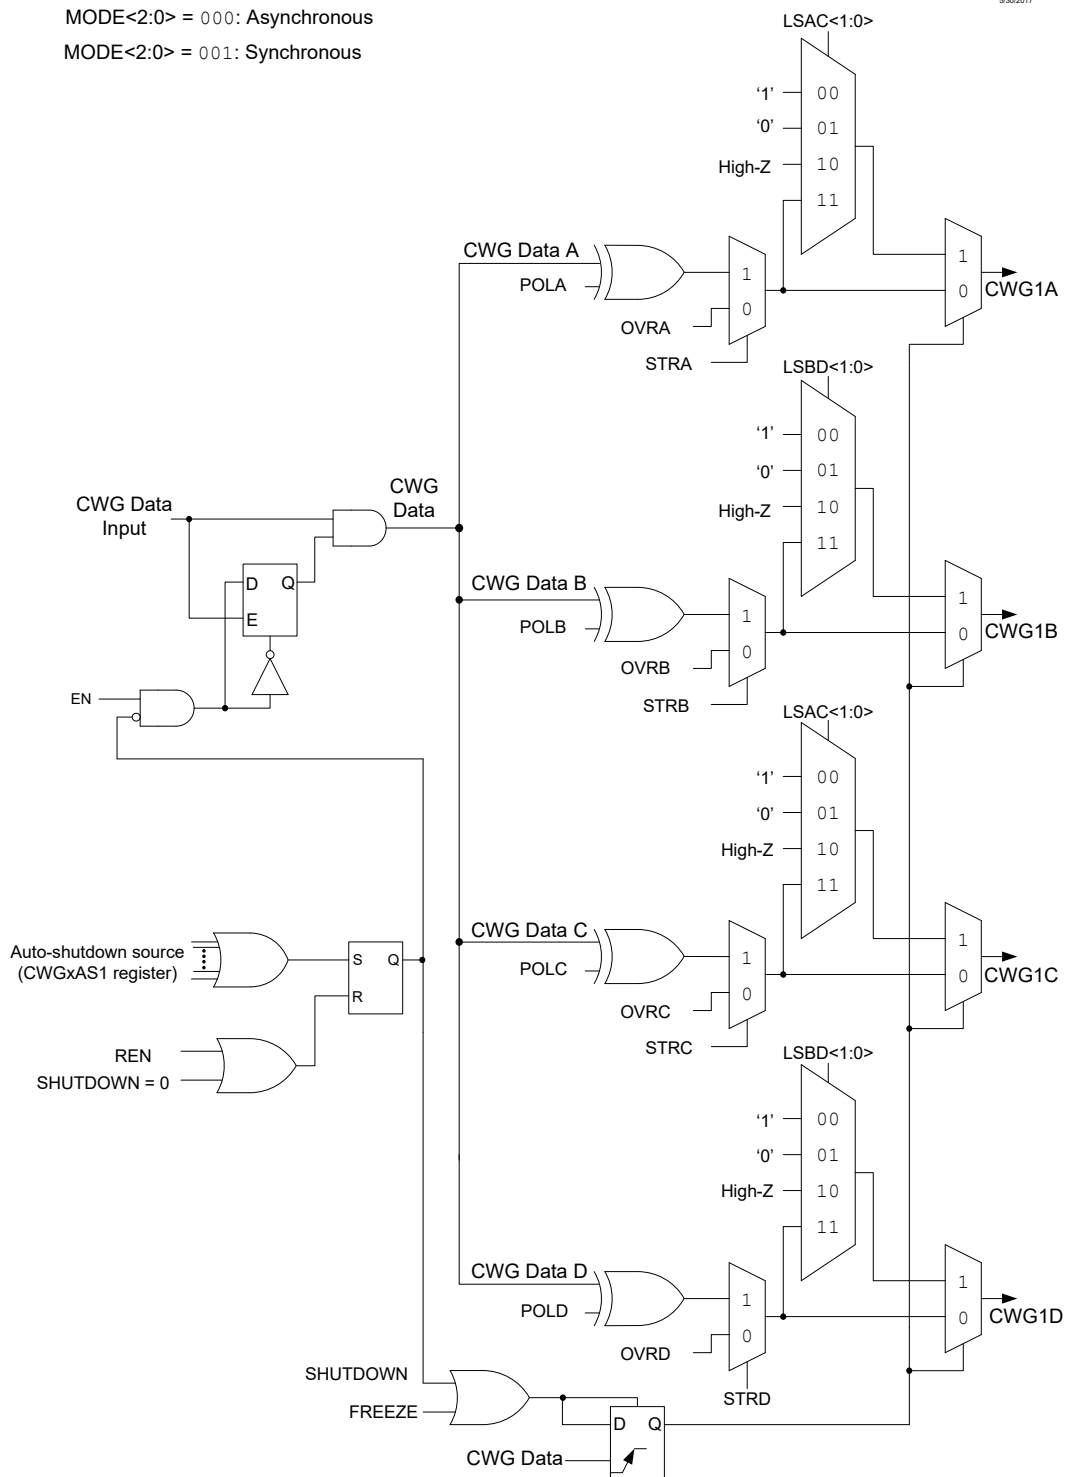 5/30/2017
MODE<2:0> = 000: Asynchronous
MODE<2:0> = 001: Synchronous
LSAC<1:0>
‘1’ 00
‘0’ 01
High-Z 10
11
CWG Data A
POLA
1
0
OVRA
STRA
1
0
CWG1A
LSBD<1:0>
‘1’ 00
‘0’ 01
High-Z 10
11
CWG Data
Input
CWG
Data
D Q
E
EN
CWG Data B
POLB
1
0
OVRB
STRB
1
0
CWG1B
LSAC<1:0>
‘1’ 00
‘0’ 01
High-Z 10
11
Auto-shutdown source
(CWGxAS1 register)
S Q
R
REN
SHUTDOWN = 0
CWG Data C
POLC
1
0
OVRC
STRC
1
0
CWG1C
LSBD<1:0>
‘1’ 00
‘0’ 01
High-Z 10
11
CWG Data D
POLD
1
0
OVRD
STRD
1
0
CWG1D
SHUTDOWN
FREEZE
D Q
CWG Data